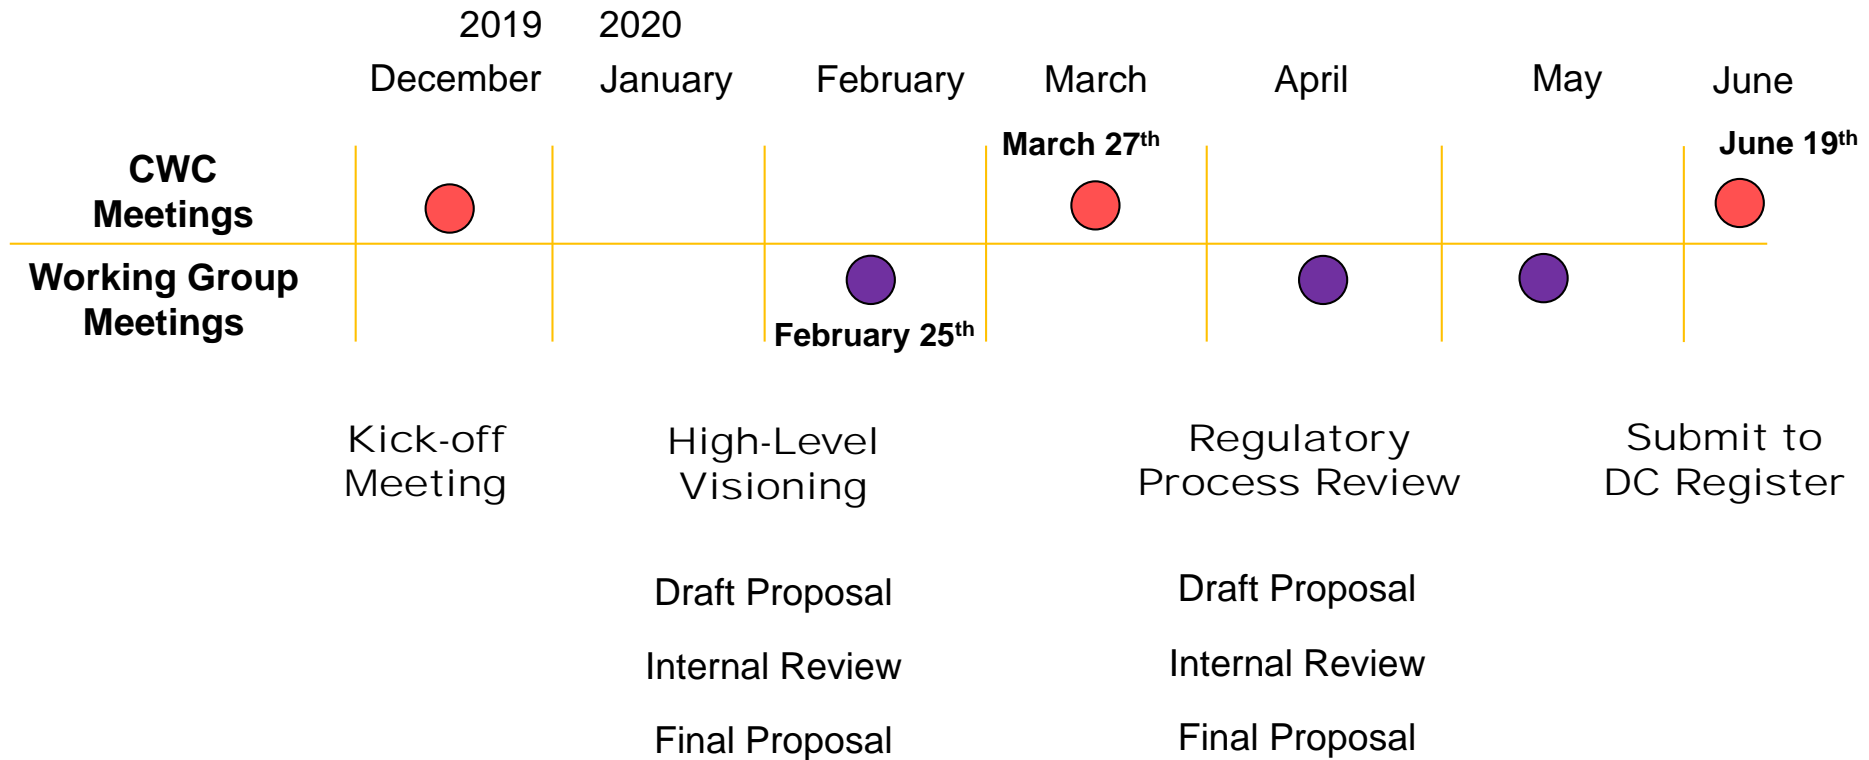 2019 2020
December January February March April May June
March 27th June 19th
CWC
Meetings
Working Group
Meetings
February 25th
Kick-off
Meeting
High-Level
Visioning
Regulatory
Process Review
Submit to
DC Register
Draft Proposal Draft Proposal
Internal Review Internal Review
Final Proposal Final Proposal